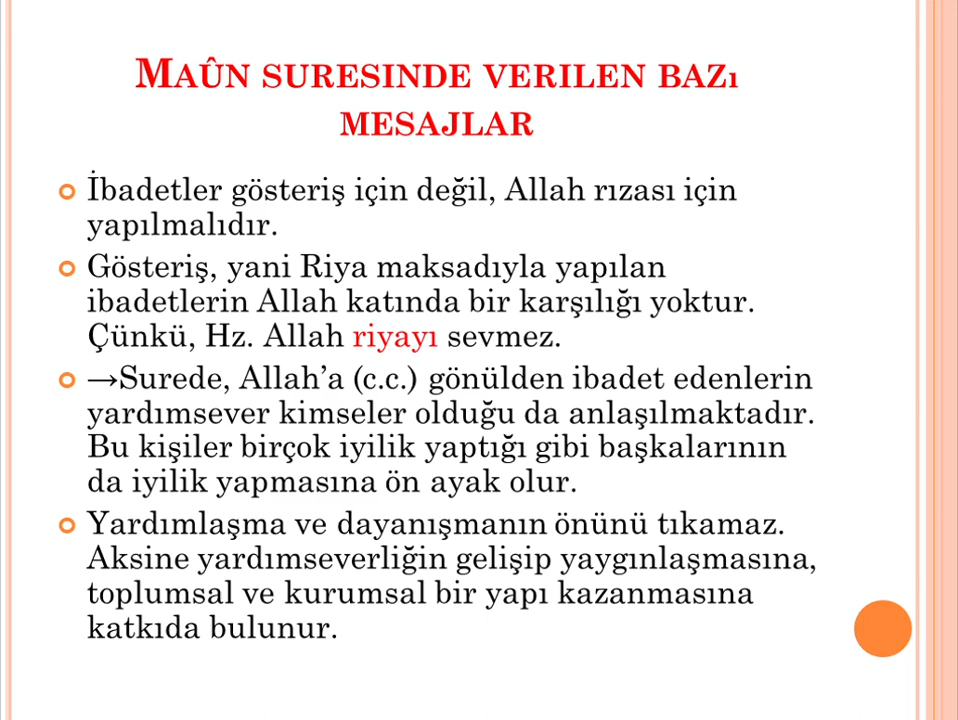 MAÛN SURESINDE VERILEN BAZı
MESAJLAR
İbadetler gösteriş için değil, Allah rızası için
yapılmalıdır.
Gösteriş, yani Riya maksadıyla yapılan
ibadetlerin Allah katında bir karşılığı yoktur.
Çünkü, Hz. Allah riyayı sevmez.
→Surede, Allah’a (c.c.) gönülden ibadet edenlerin
yardımsever kimseler olduğu da anlaşılmaktadır.
Bu kişiler birçok iyilik yaptığı gibi başkalarının
da iyilik yapmasına ön ayak olur.
Yardımlaşma ve dayanışmanın önünü tıkamaz.
Aksine yardımseverliğin gelişip yaygınlaşmasına,
toplumsal ve kurumsal bir yapı kazanmasına
katkıda bulunur.